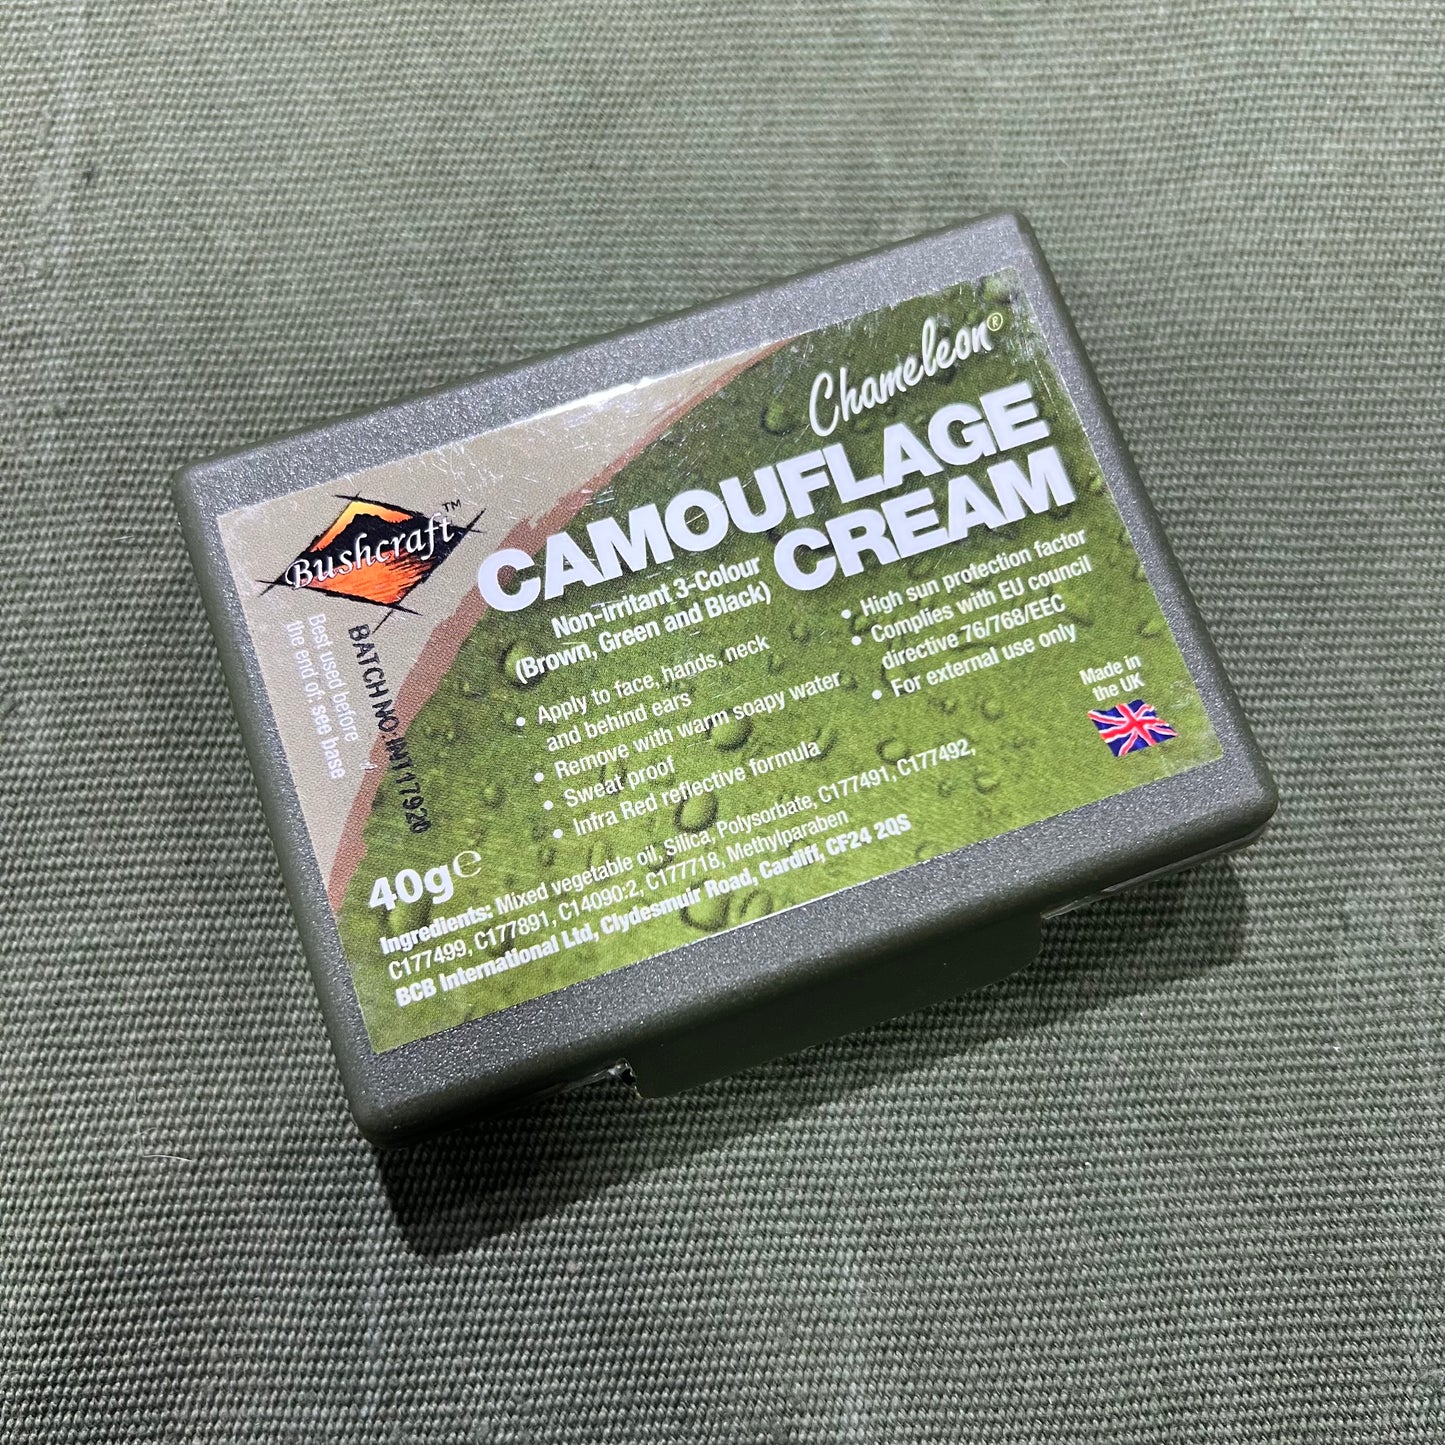 Chameleon®
CAMOUFLAGE
CREAM
Bushcraft™
Non-irritant 3-Colour
(Brown, Green and Black)
• Apply to face, hands, neck
and behind ears
• Remove with warm soapy water
• Sweat proof
• Infra Red reflective formula
• High sun protection factor
• Complies with EU council
directive 76/768/EEC
• For external use only
Made in
the UK
Best used before
the end of: see base
BATCH NO: INT17920
40g℮
Ingredients: Mixed vegetable oil, Silica, Polysorbate, C177491, C177492,
C177499, C177891, C14090:2, C177718, Methylparaben
BCB International Ltd, Clydesmuir Road, Cardiff, CF24 2QS